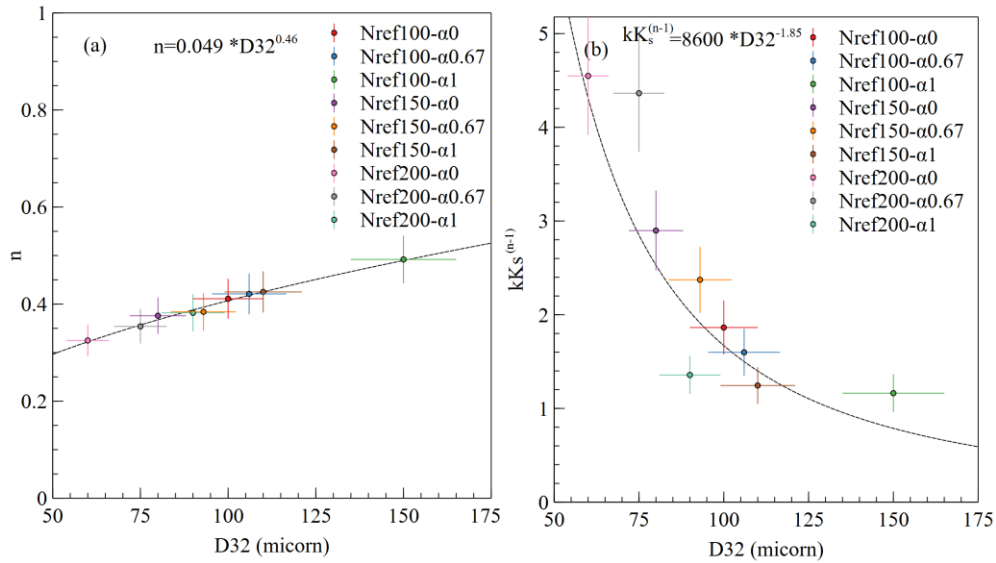 (a)
n=0.049 *D32^0.46
Nref100-α0
Nref100-α0.67
Nref100-α1
Nref150-α0
Nref150-α0.67
Nref150-α1
Nref200-α0
Nref200-α0.67
Nref200-α1
1
0.8
0.6
0.4
0.2
0
n
50
75
100
125
150
175
D32 (micorn)
(b)
kK_s^(n-1)=8600 *D32^-1.85
Nref100-α0
Nref100-α0.67
Nref100-α1
Nref150-α0
Nref150-α0.67
Nref150-α1
Nref200-α0
Nref200-α0.67
Nref200-α1
5
4
3
2
1
0
kKs^(n-1)
50
75
100
125
150
175
D32 (micorn)